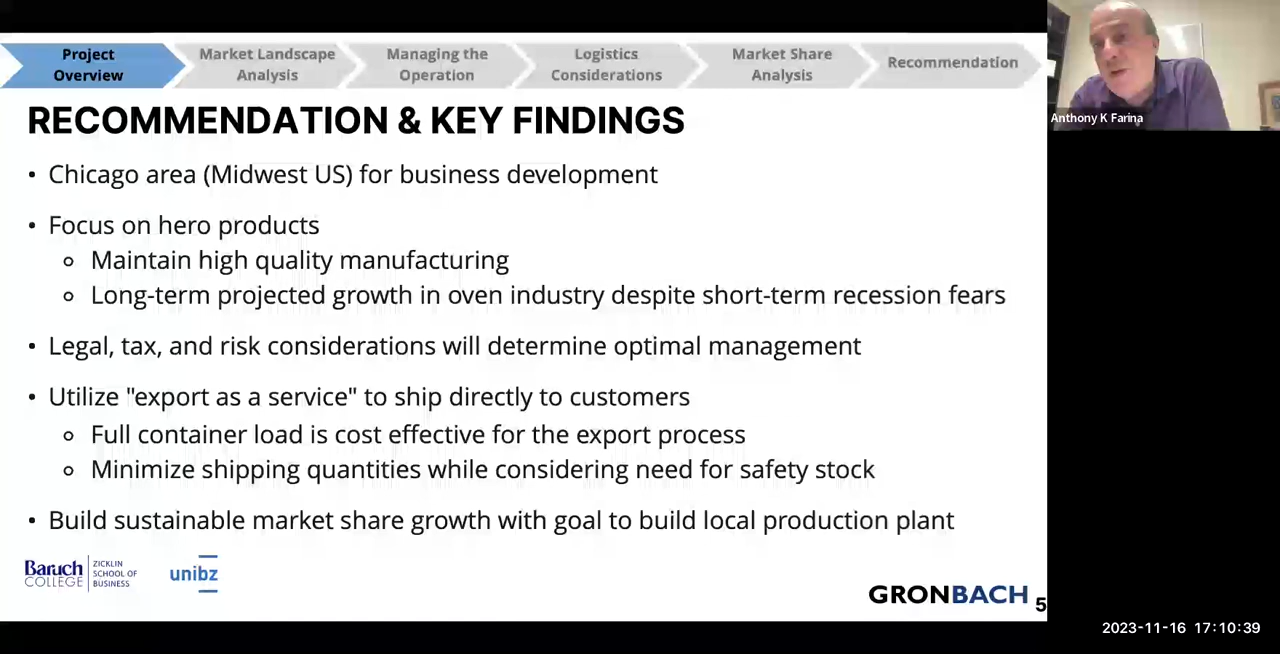 Project
Overview
Market Landscape
Analysis
Managing the
Operation
Logistics
Considerations
Market Share
Analysis
Recommendation
Anthony K Farina
RECOMMENDATION & KEY FINDINGS
• Chicago area (Midwest US) for business development
• Focus on hero products
Maintain high quality manufacturing
Long-term projected growth in oven industry despite short-term recession fears
• Legal, tax, and risk considerations will determine optimal management
• Utilize "export as a service" to ship directly to customers
Full container load is cost effective for the export process
Minimize shipping quantities while considering need for safety stock
• Build sustainable market share growth with goal to build local production plant
Baruch
COLLEGE
ZICKLIN
SCHOOL OF
BUSINESS
unibz
GRONBACH
5
2023-11-16 17:10:39